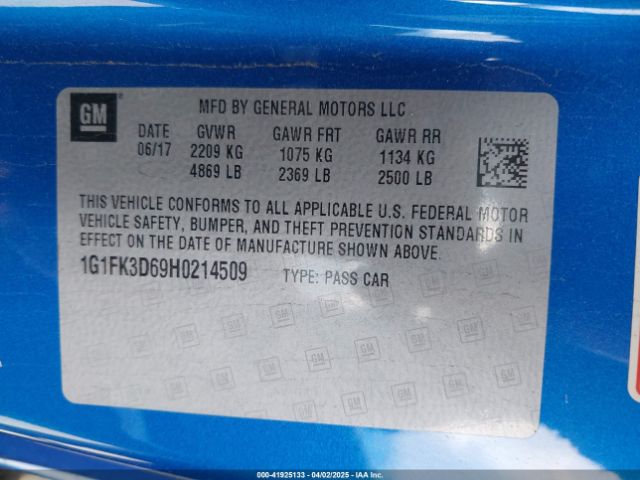 GM
MFD BY GENERAL MOTORS LLC
DATE GVWR GAWR FRT GAWR RR
06/17 2209 KG 1075 KG 1134 KG
4869 LB 2369 LB 2500 LB
THIS VEHICLE CONFORMS TO ALL APPLICABLE U.S. FEDERAL MOTOR
VEHICLE SAFETY, BUMPER, AND THEFT PREVENTION STANDARDS IN
EFFECT ON THE DATE OF MANUFACTURE SHOWN ABOVE.
1G1FK3D69H0214509 TYPE: PASS CAR
000-41925133 - 04/02/2025 - IAAI - Copart